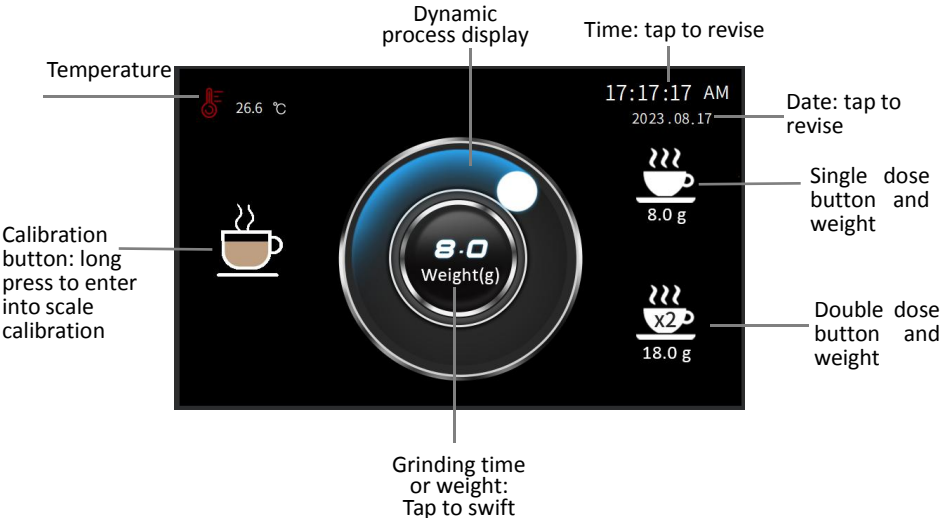 Dynamic
process display
Time: tap to revise
Temperature
26.6 ℃
17:17:17 AM
2023.08.17
Date: tap to
revise
Single dose
button and
weight
8.0 g
Calibration
button: long
press to enter
into scale
calibration
8.0
Weight(g)
x2
18.0 g
Double dose
button and
weight
Grinding time
or weight:
Tap to swift